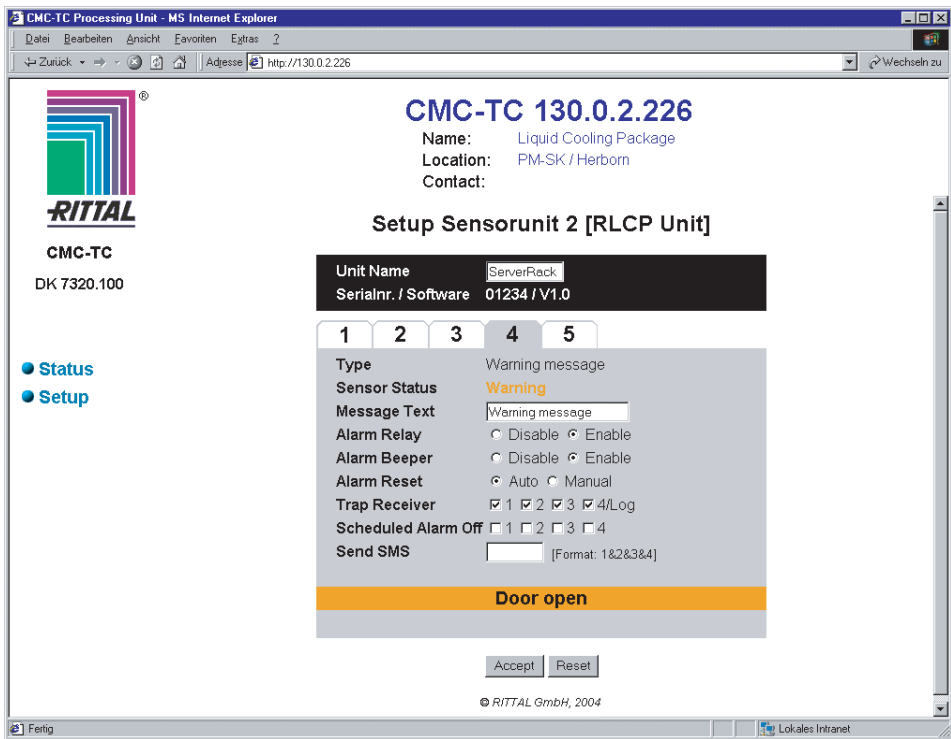 CMC-TC Processing Unit - MS Internet Explorer
Datei Bearbeiten Ansicht Favoriten Extras ?
Zurück Adresse http://130.0.2.226 Wechseln zu
®
RITTAL
CMC-TC
DK 7320.100
Status
Setup
CMC-TC 130.0.2.226
Name: Liquid Cooling Package
Location: PM-SK / Herborn
Contact:
Setup Sensorunit 2 [RLCP Unit]
Unit Name ServerRack
Serialnr. / Software 01234 / V1.0
1 2 3 4 5
Type Warning message
Sensor Status Warning
Message Text Warning message
Alarm Relay Disable Enable
Alarm Beeper Disable Enable
Alarm Reset Auto Manual
Trap Receiver 1 2 3 4/Log
Scheduled Alarm Off 1 2 3 4
Send SMS [Format: 1&2&3&4]
Door open
Accept Reset
© RITTAL GmbH, 2004
Fertig Lokales Intranet